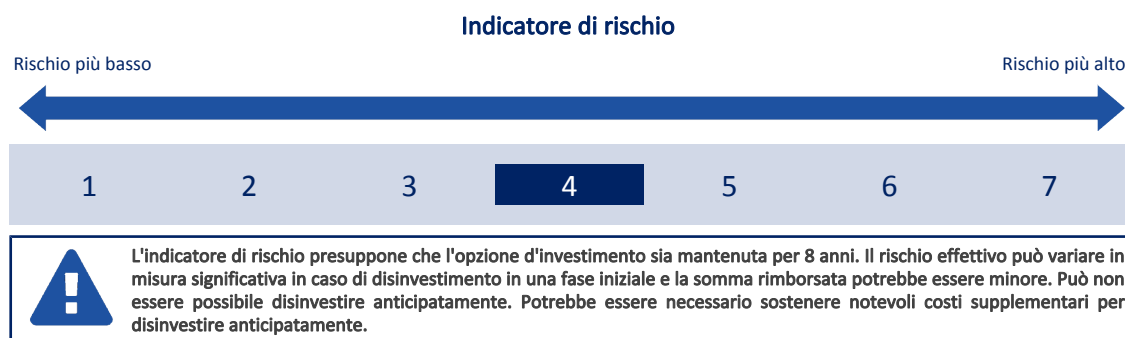 Indicatore di rischio
Rischio più basso Rischio più alto
1 2 3 4 5 6 7
L'indicatore di rischio presuppone che l'opzione d'investimento sia mantenuta per 8 anni. Il rischio effettivo può variare in
misura significativa in caso di disinvestimento in una fase iniziale e la somma rimborsata potrebbe essere minore. Può non
essere possibile disinvestire anticipatamente. Potrebbe essere necessario sostenere notevoli costi supplementari per
disinvestire anticipatamente.